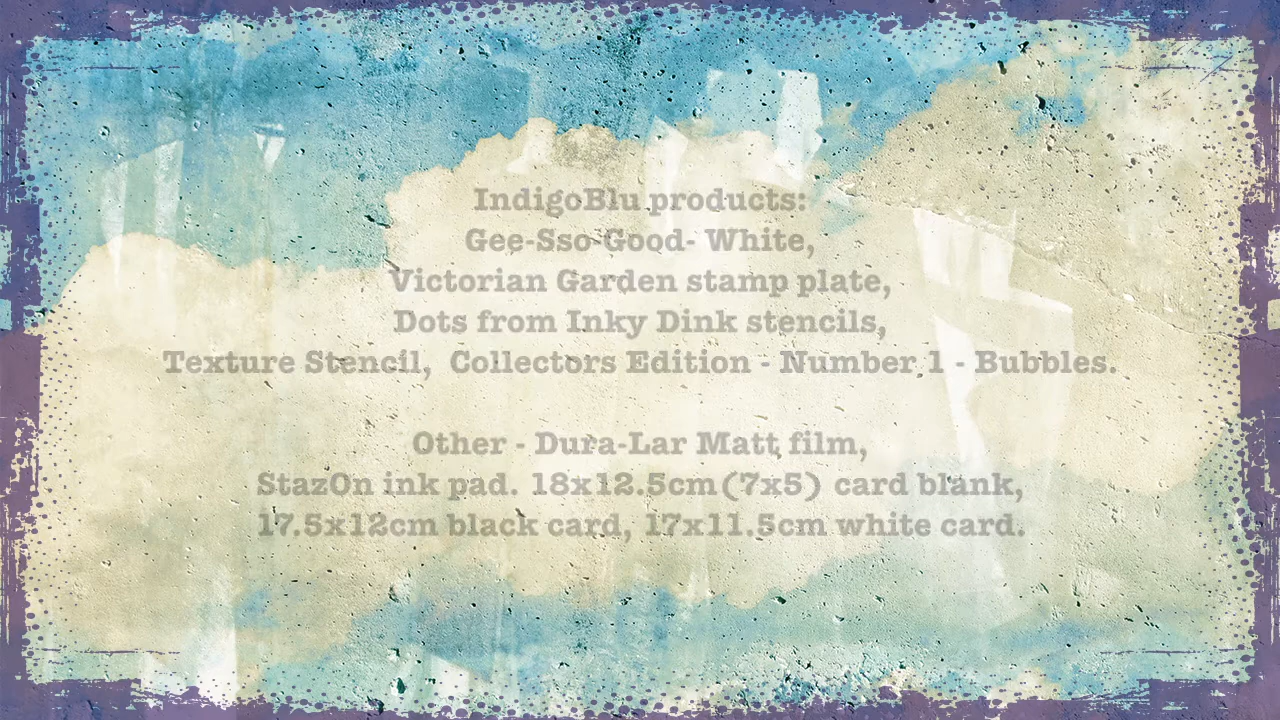 IndigoBlu products:
Gee-Sso-Good- White,
Victorian Garden stamp plate,
Dots from Inky Dink stencils,
Texture Stencil,  Collectors Edition - Number 1 - Bubbles.
Other - Dura-Lar Matt film,
StazOn ink pad. 18x12.5cm(7x5) card blank,
17.5x12cm black card, 17x11.5cm white card.